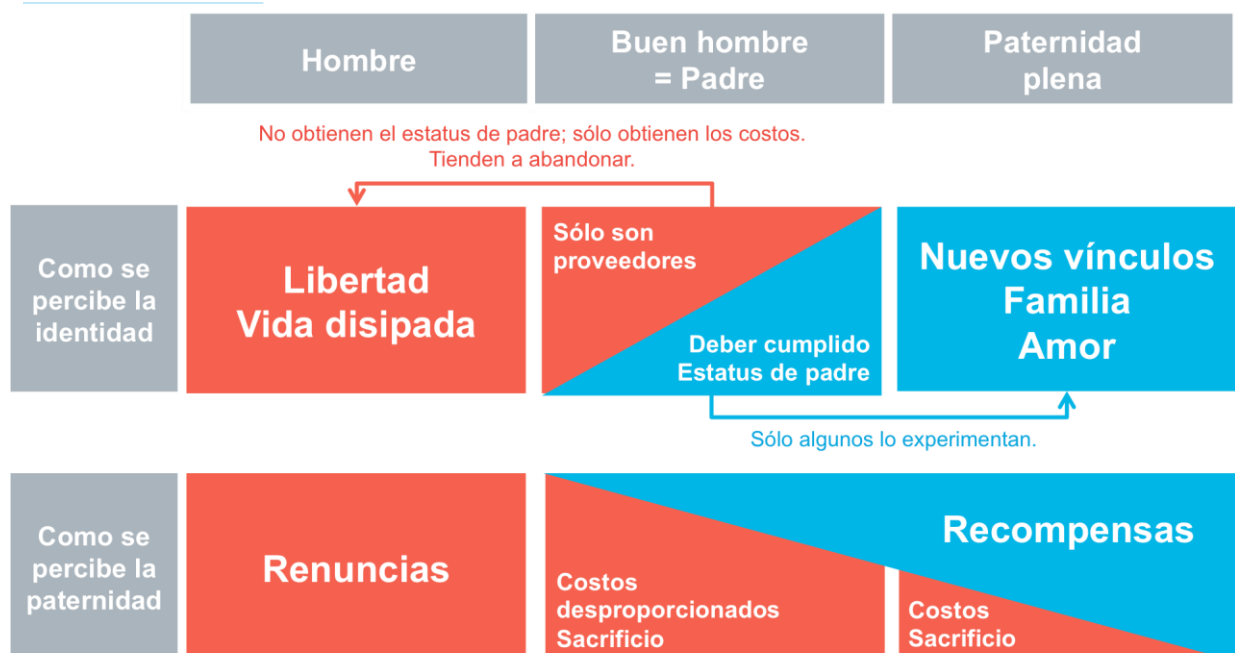 Hombre
Buen hombre
= Padre
Paternidad
plena
No obtienen el estatus de padre; sólo obtienen los costos.
Tienden a abandonar.
Como se
percibe la
identidad
Libertad
Vida disipada
Sólo son
proveedores
Deber cumplido
Estatus de padre
Nuevos vínculos
Familia
Amor
Sólo algunos lo experimentan.
Como se
percibe la
paternidad
Renuncias
Recompensas
Costos
desproporcionados
Sacrificio
Costos
Sacrificio